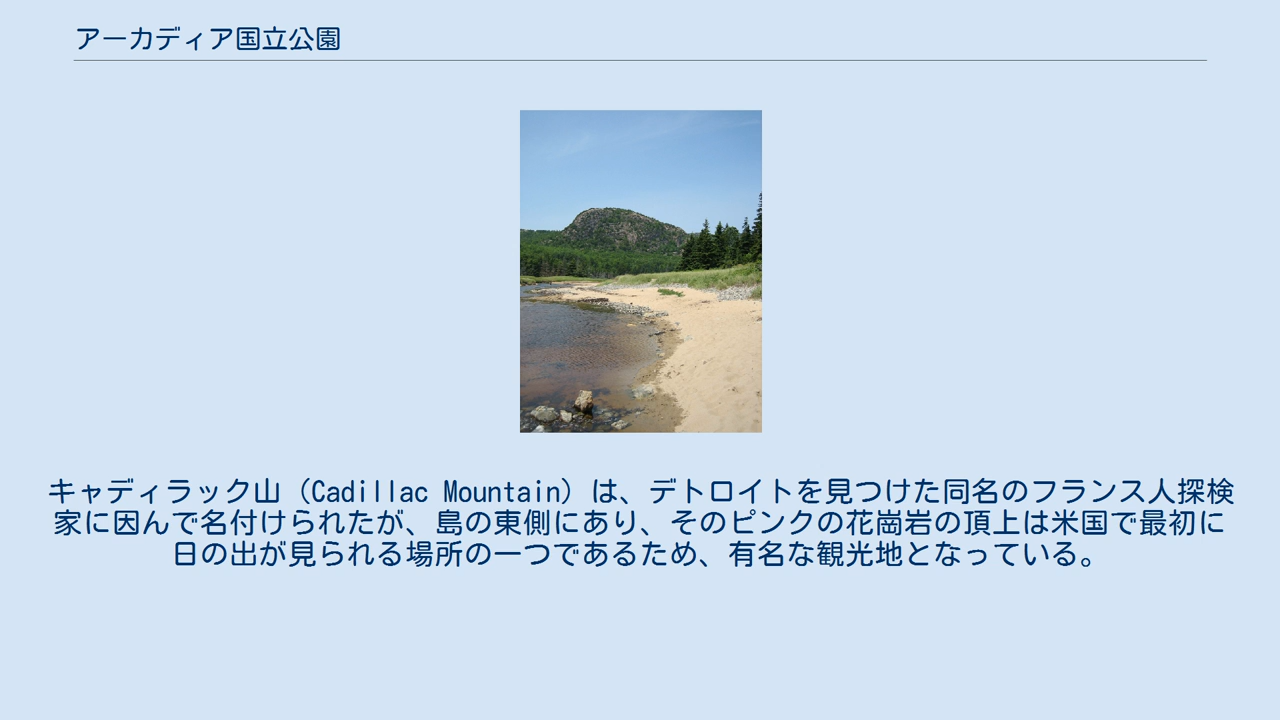 アーカディア国立公園
キャディラック山（Cadillac Mountain）は、デトロイトを見つけた同名のフランス人探検
家に因んで名付けられたが、島の東側にあり、そのピンクの花崗岩の頂上は米国で最初に
日の出が見られる場所の一つであるため、有名な観光地となっている。